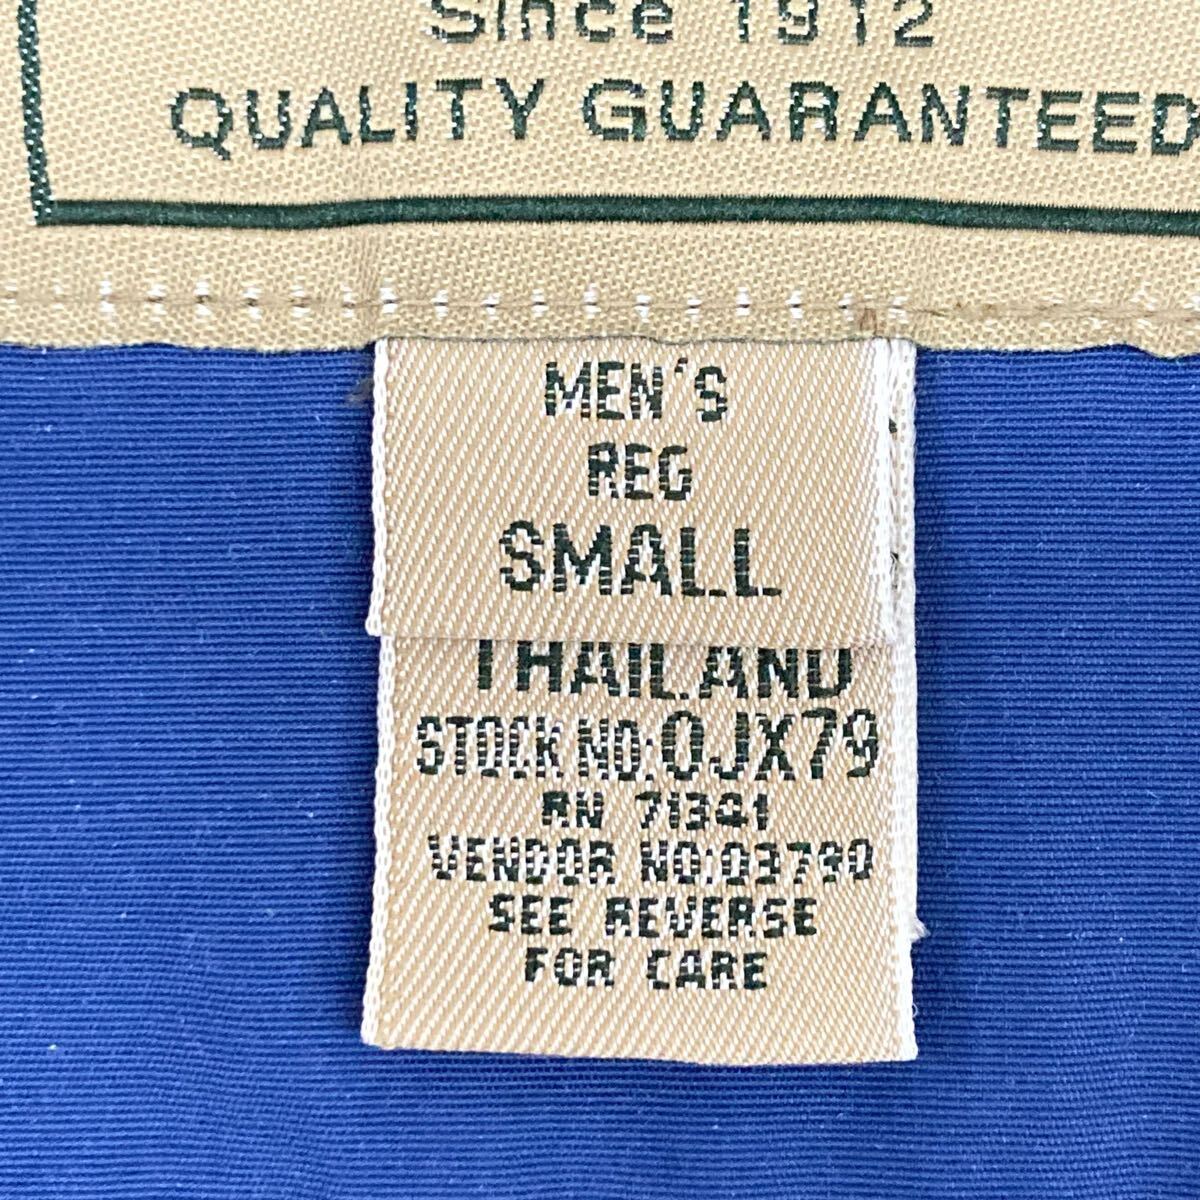 Since 1912
QUALITY GUARANTEED
MEN'S
REG
SMALL
THAILAND
STOCK NO:0JX79
RN 71341
VENDOR NO:03790
SEE REVERSE
FOR CARE